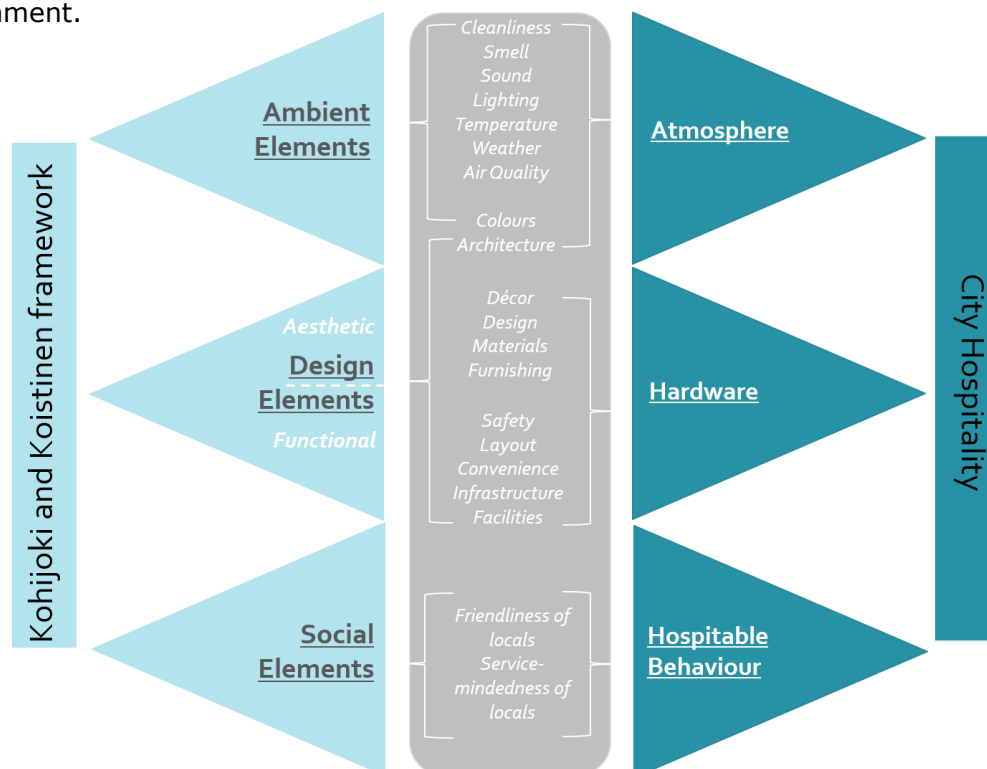 nment.
Kohijoki and Koistinen framework
Ambient
Elements
Aesthetic
Design
Elements
Functional
Social
Elements
Cleanliness
Smell
Sound
Lighting
Temperature
Weather
Air Quality
Colours
Architecture
Décor
Design
Materials
Furnishing
Safety
Layout
Convenience
Infrastructure
Facilities
Friendliness of
locals
Service-
mindedness of
locals
Atmosphere
Hardware
Hospitable
Behaviour
City Hospitality